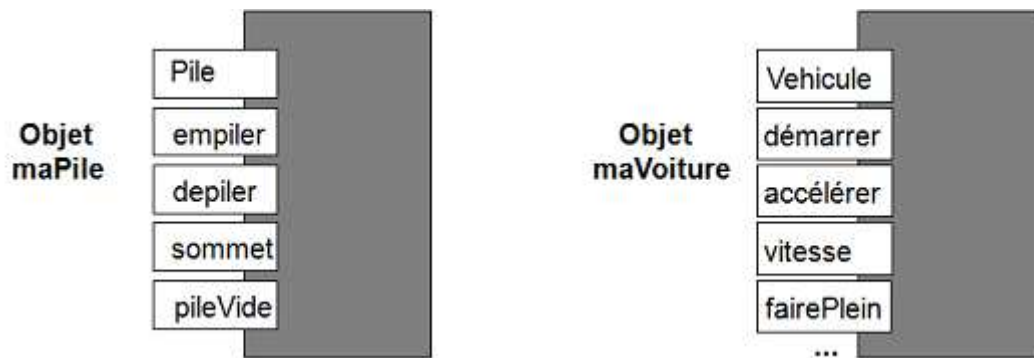 Objet
maPile
Pile
empiler
depiler
sommet
pileVide
Objet
maVoiture
Vehicule
démarrer
accélérer
vitesse
fairePlein
...